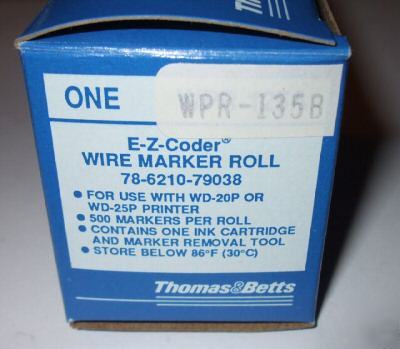 ONE
WPR-135B
E-Z-Coder®
WIRE MARKER ROLL
78-6210-79038
• FOR USE WITH WD-20P OR
WD-25P PRINTER
• 500 MARKERS PER ROLL
• CONTAINS ONE INK CARTRIDGE
AND MARKER REMOVAL TOOL
• STORE BELOW 86°F (30°C)
Thomas&Betts